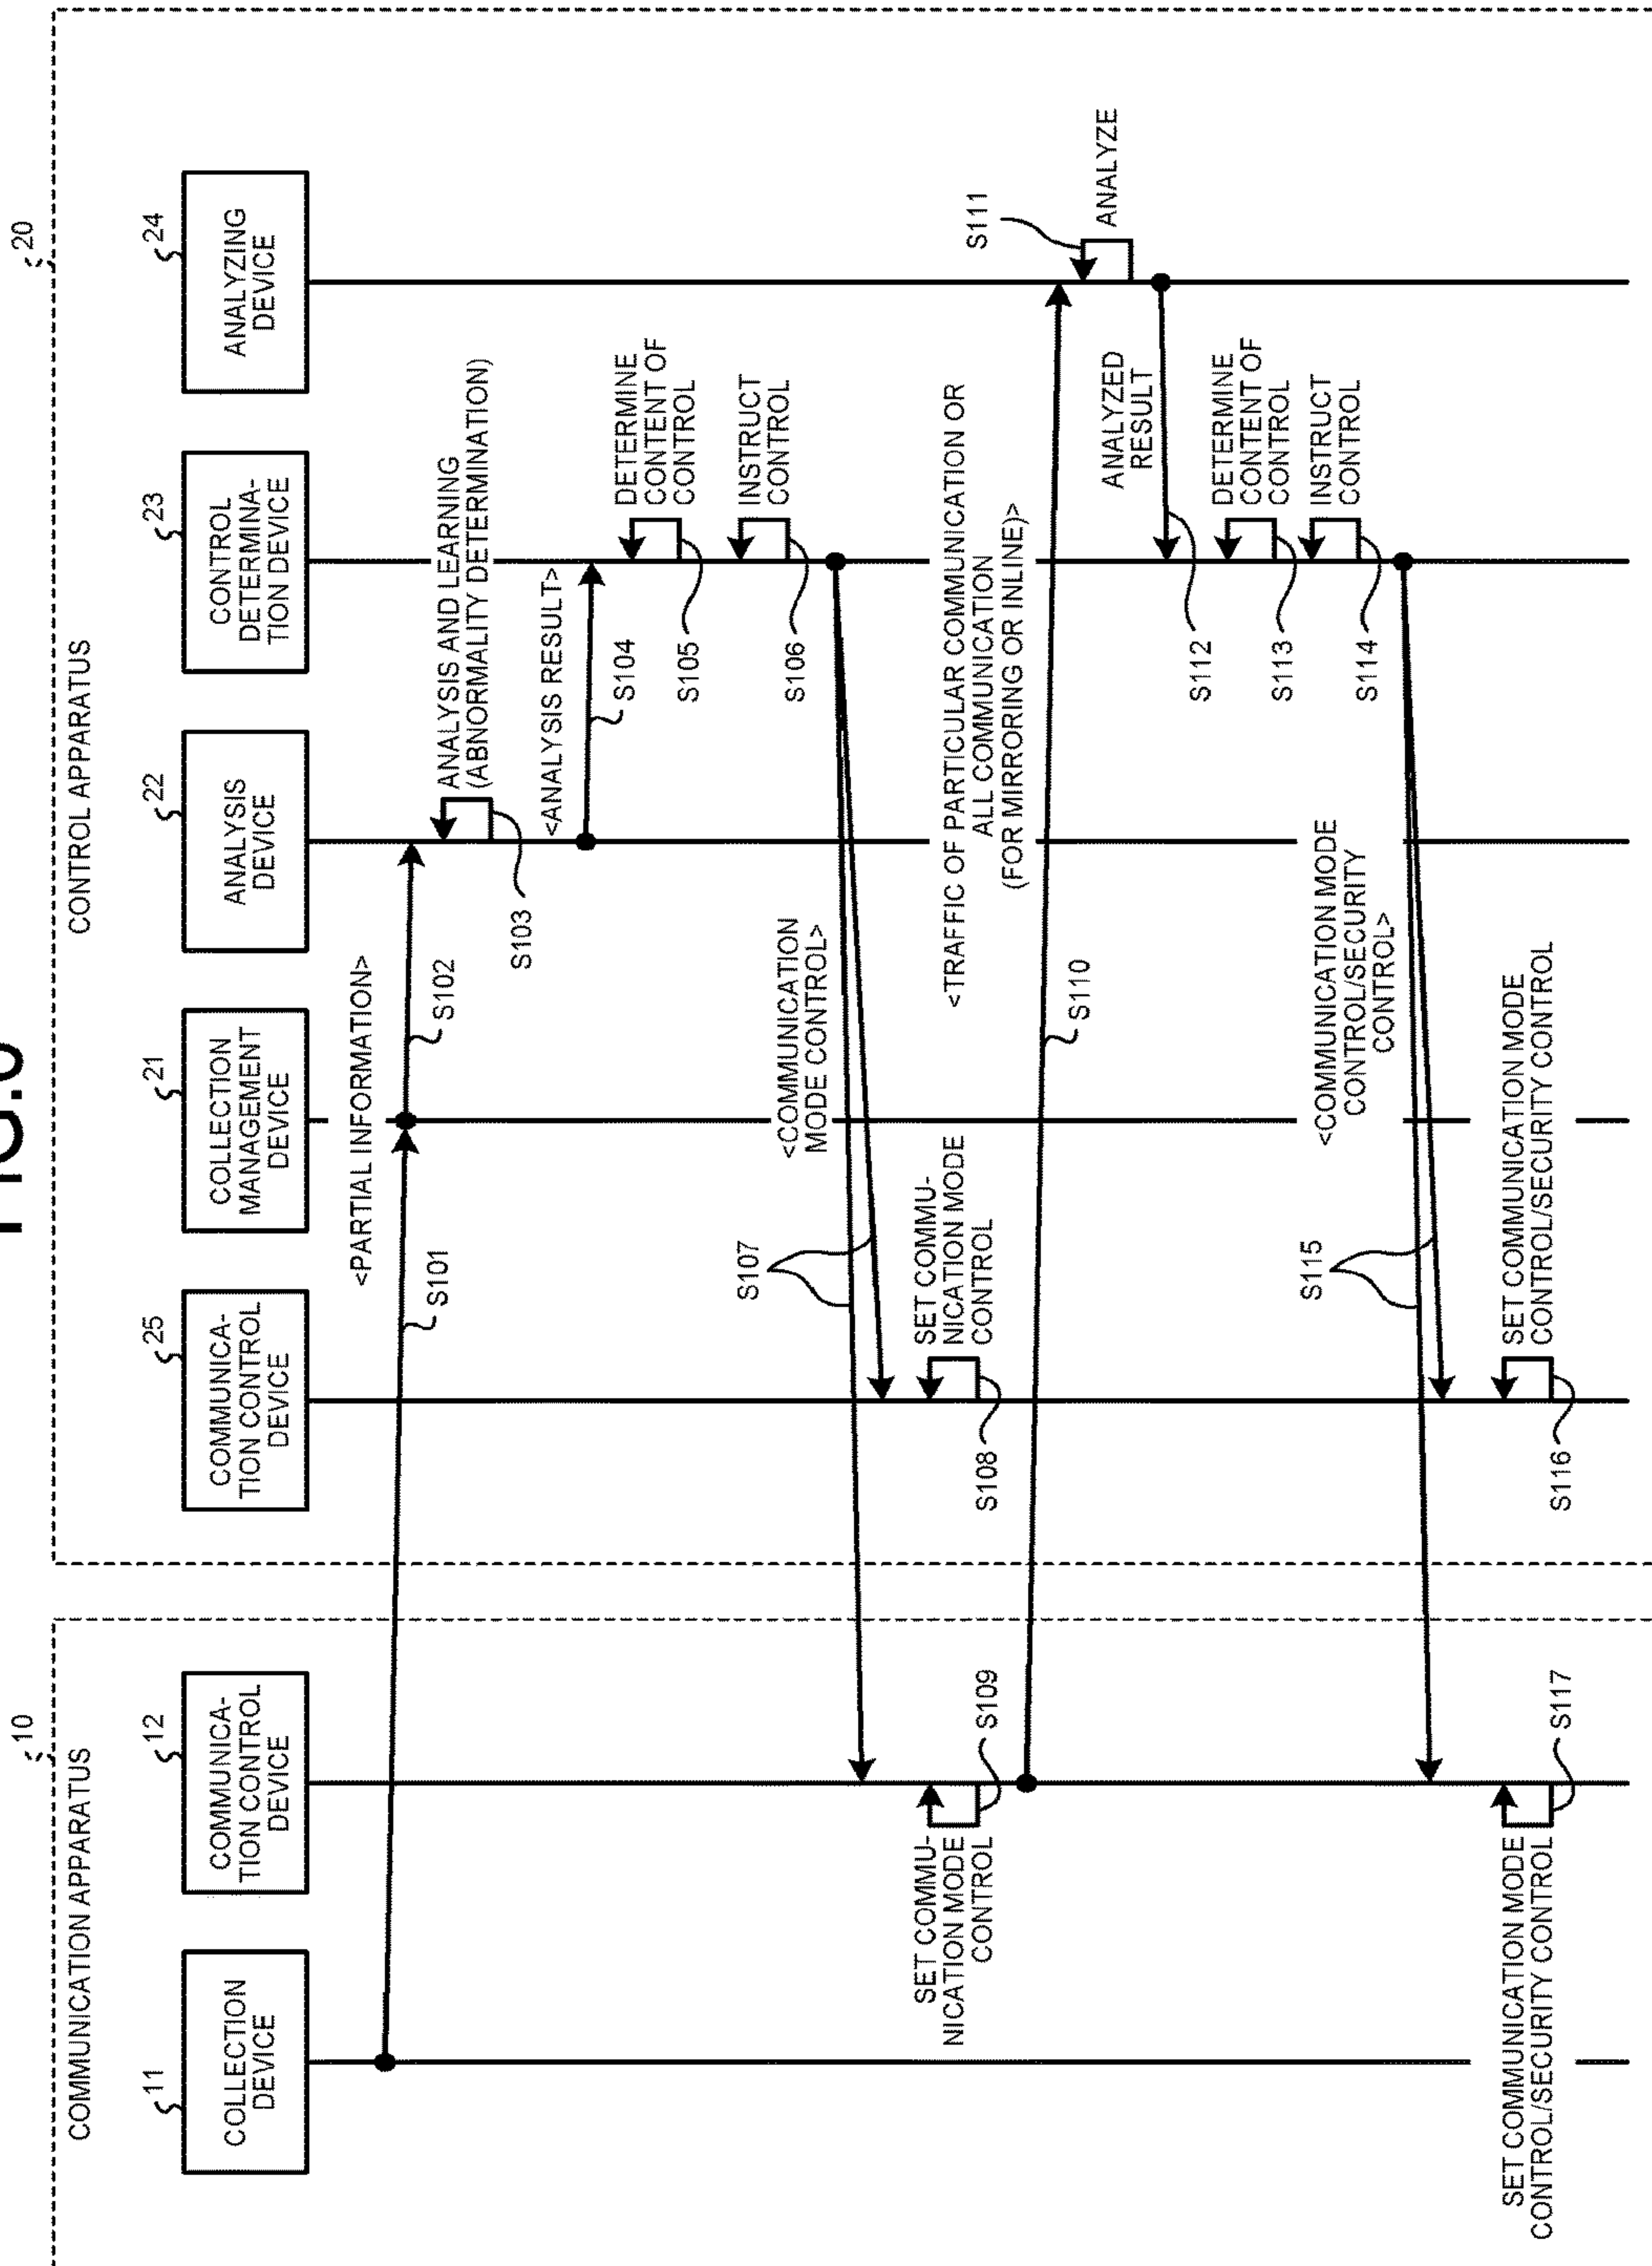 10
COMMUNICATION APPARATUS
20
CONTROL APPARATUS
11
COLLECTION
DEVICE
12
COMMUNICA-
TION CONTROL
DEVICE
25
COMMUNICA-
TION CONTROL
DEVICE
21
COLLECTION
MANAGEMENT
DEVICE
22
ANALYSIS
DEVICE
23
CONTROL
DETERMINA-
TION DEVICE
24
ANALYZING
DEVICE
<PARTIAL INFORMATION>
S101
S102
ANALYSIS AND LEARNING
(ABNORMALITY DETERMINATION)
S103
<ANALYSIS RESULT>
S104
DETERMINE
CONTENT OF
CONTROL
S105
INSTRUCT
CONTROL
S106
<COMMUNICATION
MODE CONTROL>
S107
SET COMMU-
NICATION MODE
CONTROL
S108
SET COMMU-
NICATION MODE
CONTROL
S109
<TRAFFIC OF PARTICULAR COMMUNICATION OR
ALL COMMUNICATION
(FOR MIRRORING OR INLINE)>
S110
S111
ANALYZE
ANALYZED
RESULT
S112
DETERMINE
CONTENT OF
CONTROL
S113
INSTRUCT
CONTROL
S114
<COMMUNICATION MODE
CONTROL/SECURITY
CONTROL>
S115
SET COMMUNICATION MODE
CONTROL/SECURITY CONTROL
S116
SET COMMUNICATION MODE
CONTROL/SECURITY CONTROL
S117